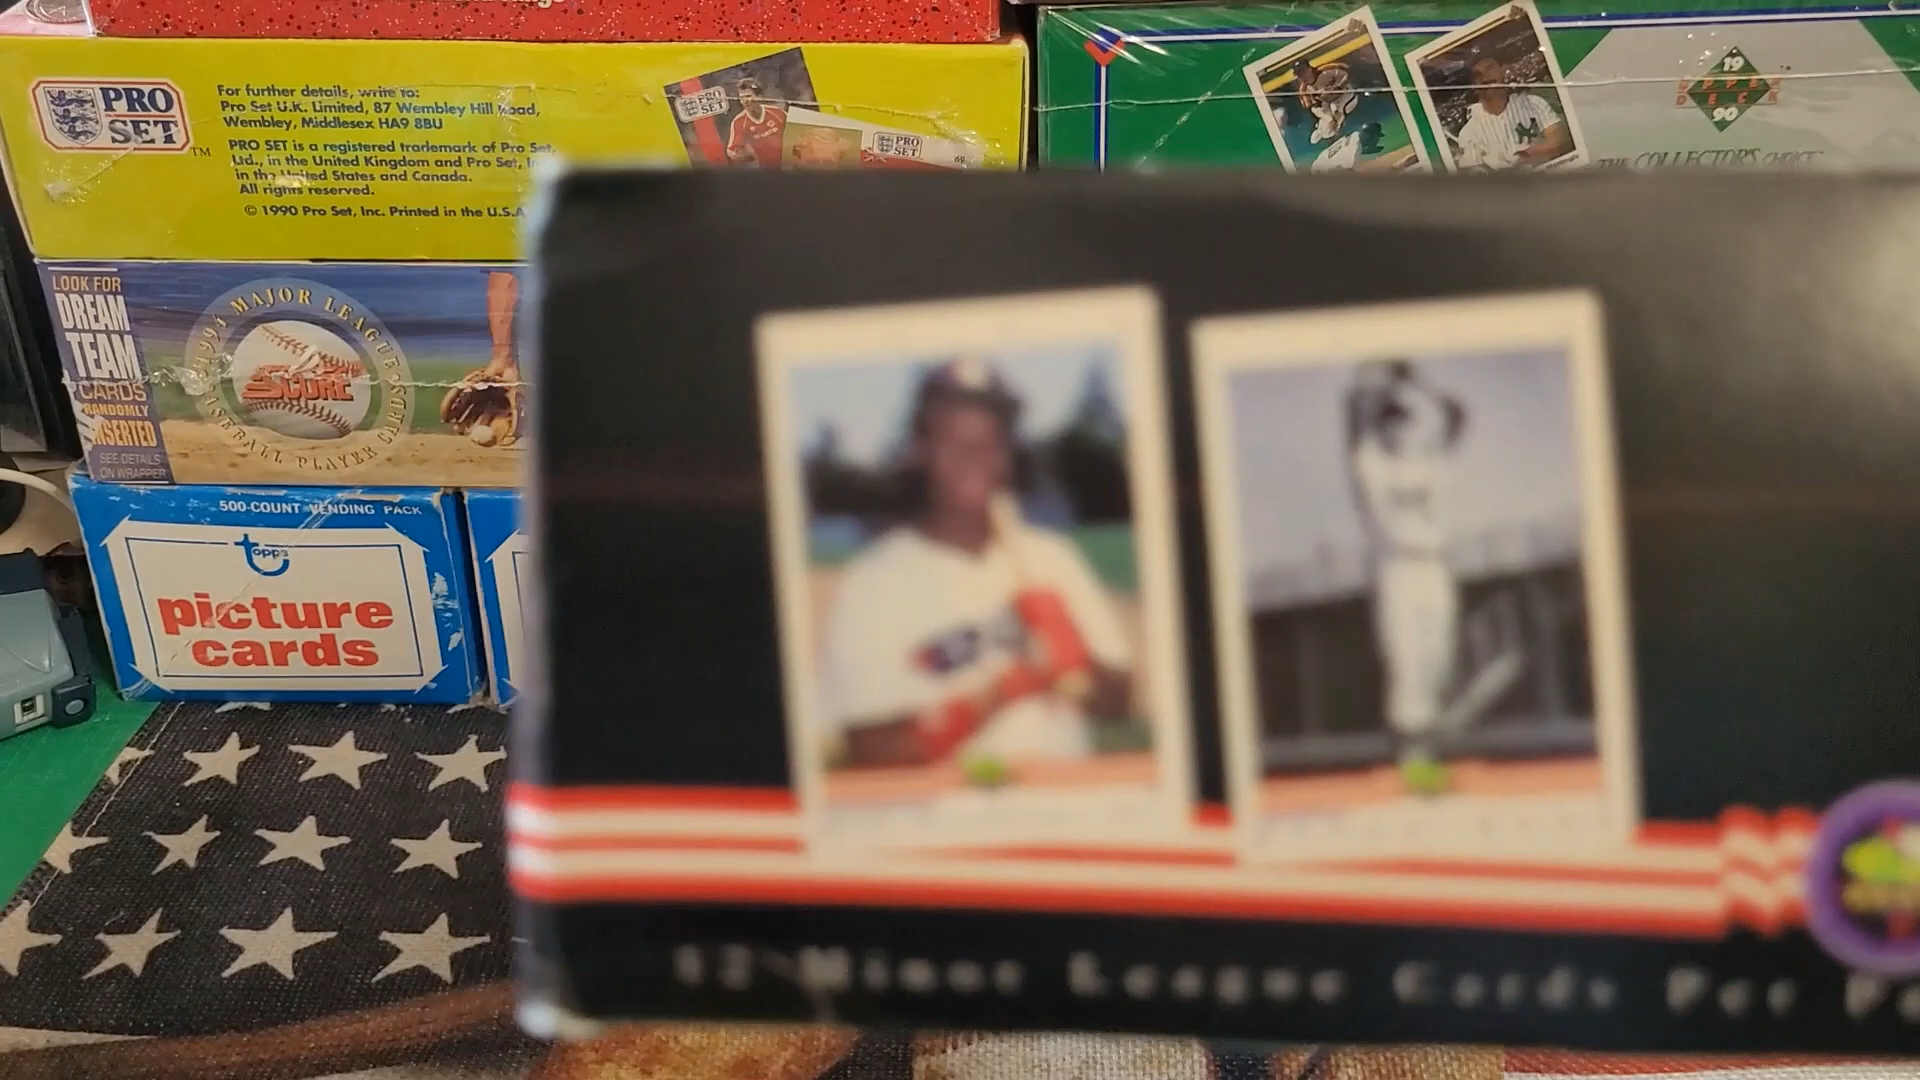 PRO
SET
TM
For further details, write to:
Pro Set U.K. Limited, 87 Wembley Hill Road,
Wembley, Middlesex HA9 8BU
PRO SET is a registered trademark of Pro Set,
Ltd., in the United Kingdom and Pro Set,
in the United States and Canada.
All rights reserved.
© 1990 Pro Set, Inc. Printed in the U.S.A
PRO
SET
PRO
SET
19
UPPER
DECK
90
THE COLLECTOR'S CHOICE
LOOK FOR
DREAM
TEAM
CARDS
RANDOMLY
INSERTED
SEE DETAILS
ON WRAPPER
1994 MAJOR LEAGUE
SCORE
BASEBALL PLAYER CARDS
500-COUNT VENDING PACK
topps
picture
cards
12 Minor League Cards Per